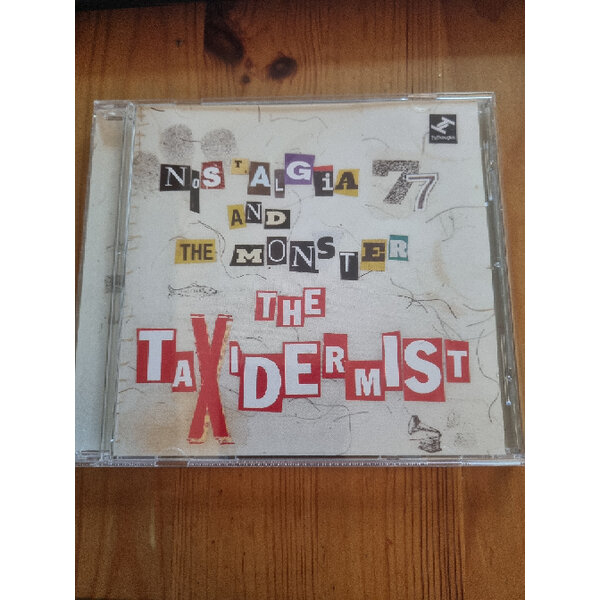 NOSTALGiA 77
AND
THE MONSTER
THE
TAXiDERMIST